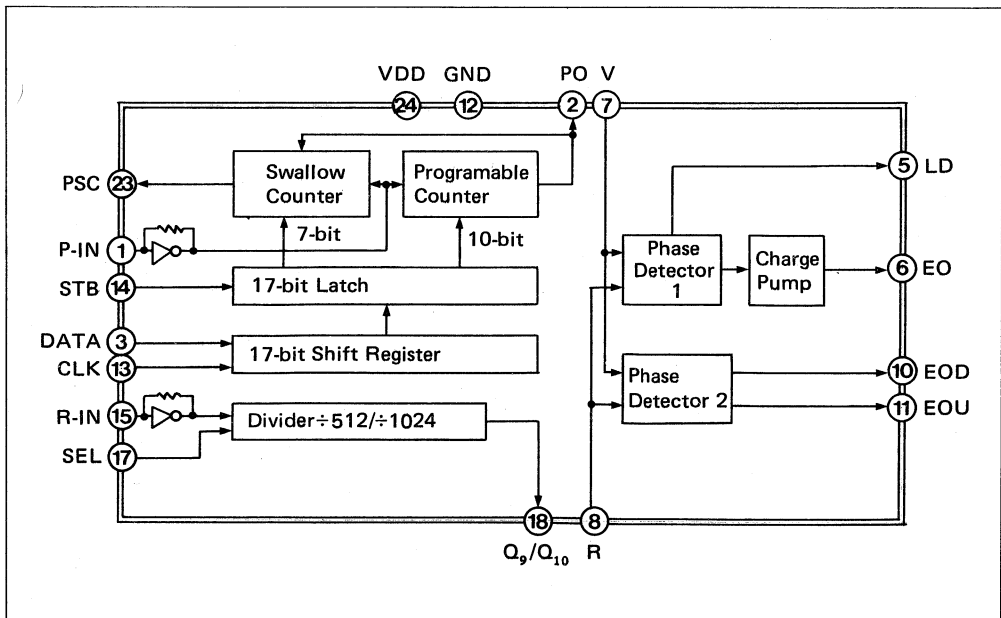 VDD GND PO V
24 12 2 7
5 LD
Swallow
Counter
Programable
Counter
PSC 23
7-bit 10-bit
P-IN 1
Phase
Detector
1
Charge
Pump
6 EO
STB 14
17-bit Latch
DATA 3
17-bit Shift Register
CLK 13
Phase
Detector 2
10 EOD
11 EOU
R-IN 15
Divider÷512/÷1024
SEL 17
18 8
Q₉/Q₁₀ R